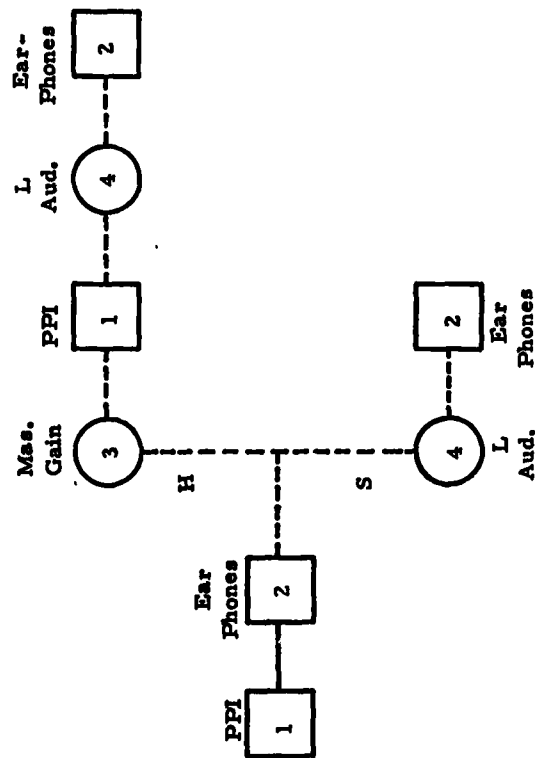 Mas.
Gain
3
PPI
1
L
Aud.
4
Ear-
Phones
2
H
PPI
1
Ear
Phones
2
S
4
L
Aud.
2
Ear
Phones